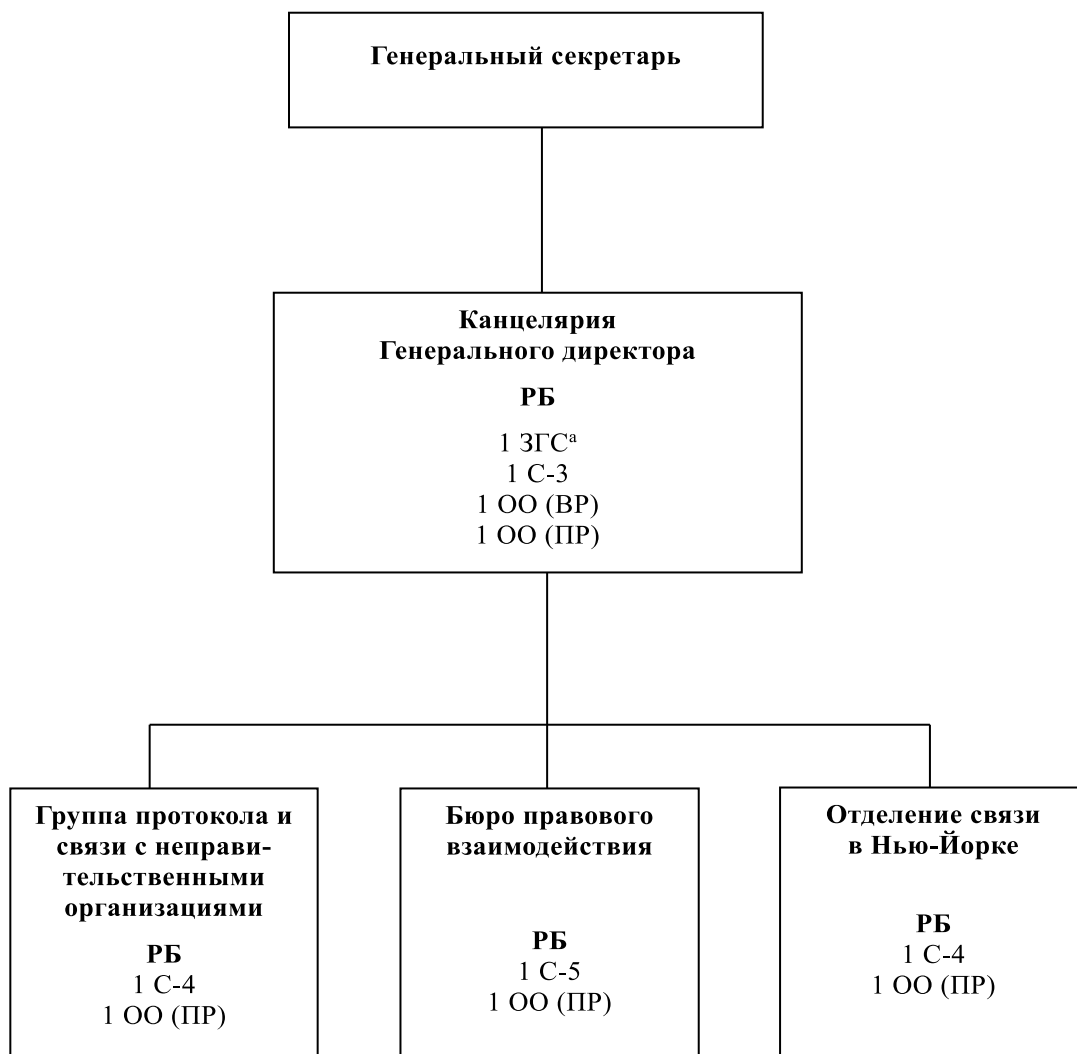 Генеральный секретарь
Канцелярия
Генерального директора
РБ
1 ЗГСᵃ
1 С-3
1 ОО (ВР)
1 ОО (ПР)
Группа протокола и
связи с неправи-
тельственными
организациями
РБ
1 С-4
1 ОО (ПР)
Бюро правового
взаимодействия
РБ
1 С-5
1 ОО (ПР)
Отделение связи
в Нью-Йорке
РБ
1 С-4
1 ОО (ПР)